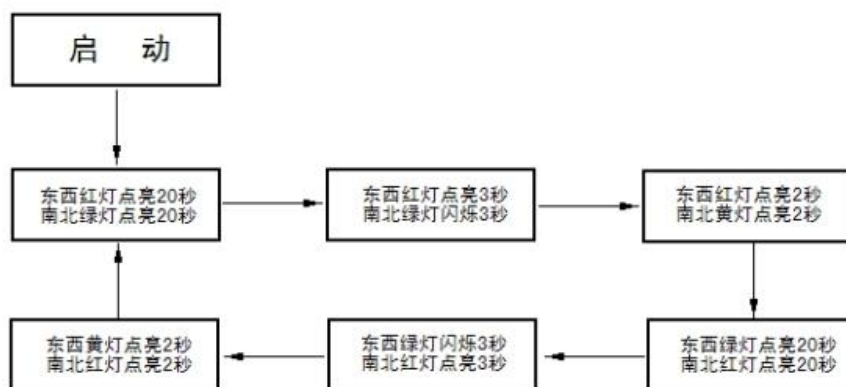 启 动
东西红灯点亮20秒
南北绿灯点亮20秒
东西红灯点亮3秒
南北绿灯闪烁3秒
东西红灯点亮2秒
南北黄灯点亮2秒
东西黄灯点亮2秒
南北红灯点亮2秒
东西绿灯闪烁3秒
南北红灯点亮3秒
东西绿灯点亮20秒
南北红灯点亮20秒